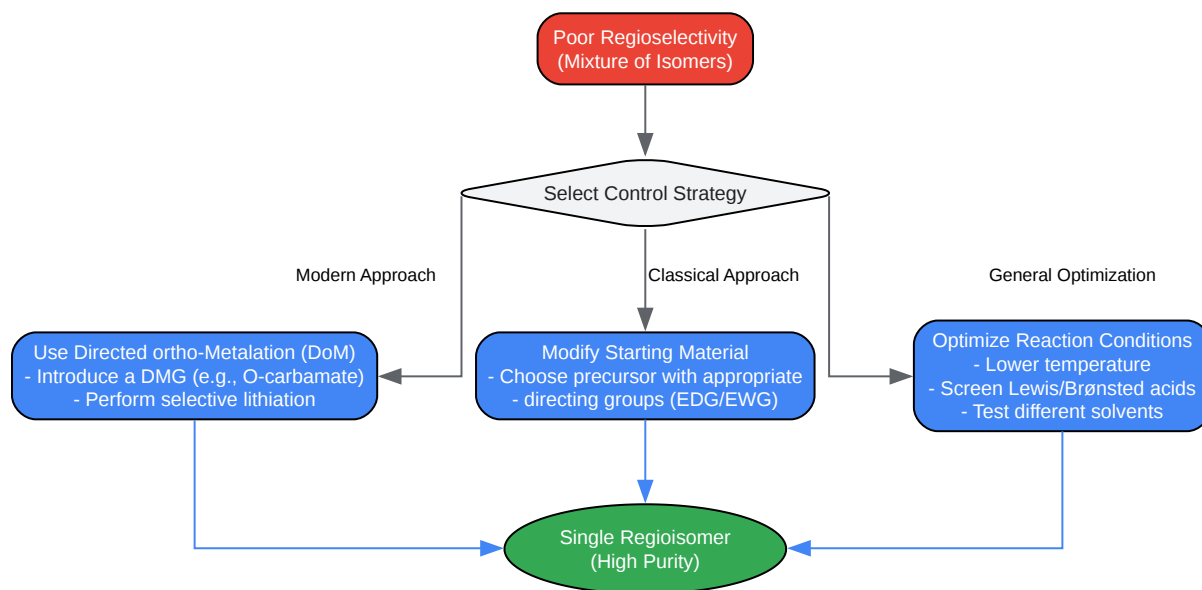 Poor Regioselectivity
(Mixture of Isomers)
Select Control Strategy
Modern Approach
Classical Approach
General Optimization
Use Directed ortho-Metalation (DoM)
- Introduce a DMG (e.g., O-carbamate)
- Perform selective lithiation
Modify Starting Material
- Choose precursor with appropriate
- directing groups (EDG/EWG)
Optimize Reaction Conditions
- Lower temperature
- Screen Lewis/Brønsted acids
- Test different solvents
Single Regioisomer
(High Purity)